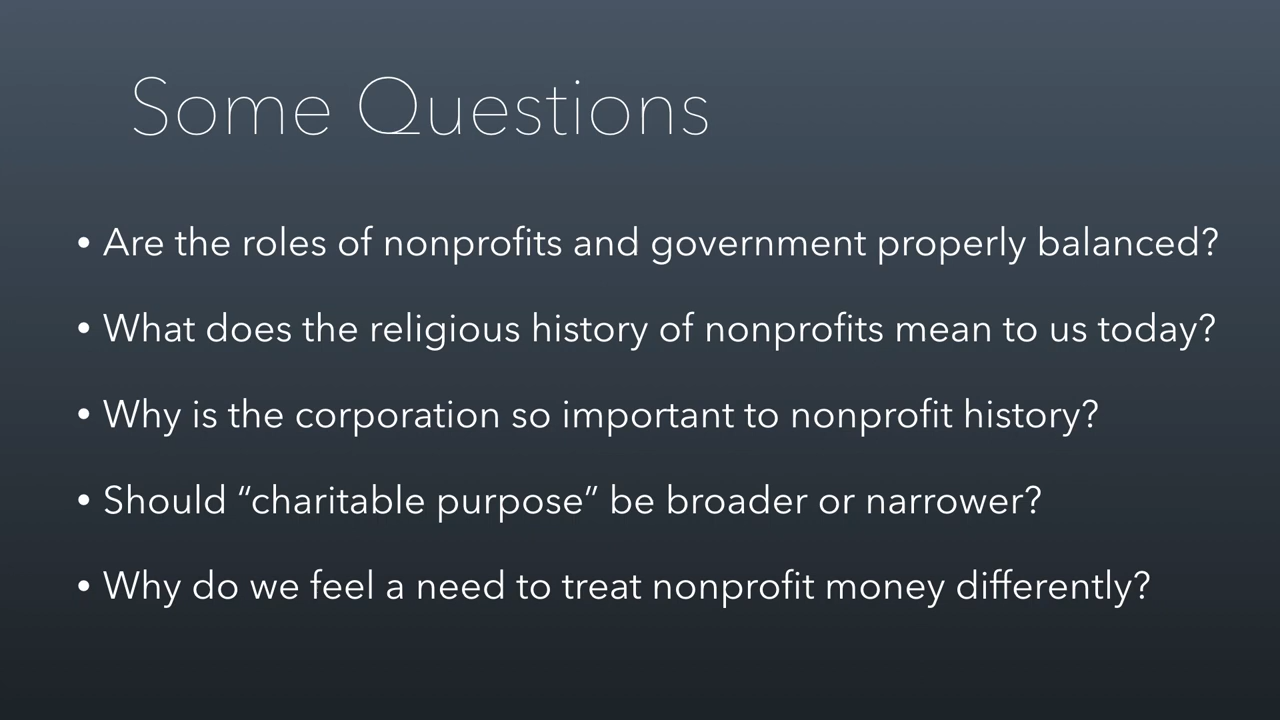 Some Questions
• Are the roles of nonprofits and government properly balanced?
• What does the religious history of nonprofits mean to us today?
• Why is the corporation so important to nonprofit history?
• Should “charitable purpose” be broader or narrower?
• Why do we feel a need to treat nonprofit money differently?